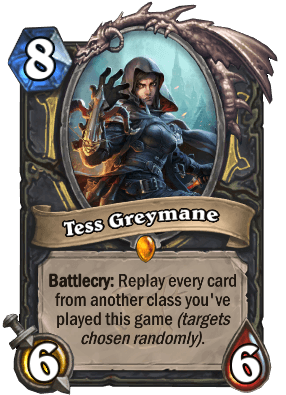 8
Tess Greymane
Battlecry: Replay every card
from another class you've
played this game (targets
chosen randomly).
6 6